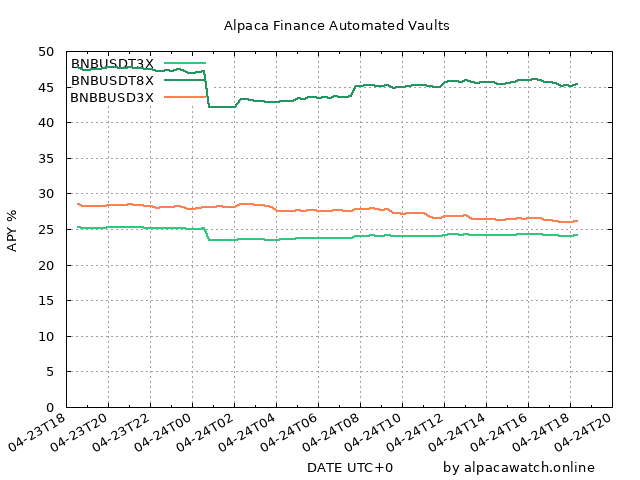 Alpaca Finance Automated Vaults
APY %
50
45
40
35
30
25
20
15
10
5
0
BNBUSDT3X
BNBUSDT8X
BNBBUSD3X
04-23T18
04-23T20
04-23T22
04-24T00
04-24T02
04-24T04
04-24T06
04-24T08
04-24T10
04-24T12
04-24T14
04-24T16
04-24T18
04-24T20
DATE UTC+0
by alpacawatch.online